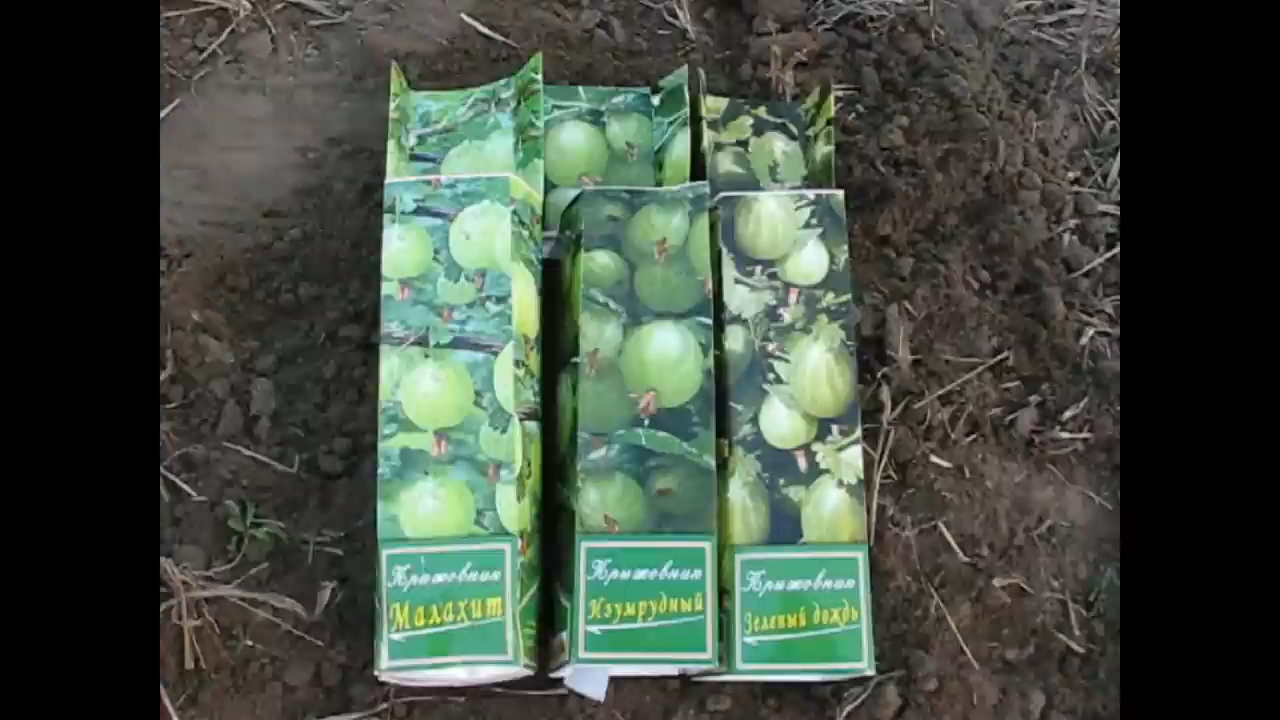 Крыжовник
Малахит
Крыжовник
Изумрудный
Крыжовник
Зеленый дождь